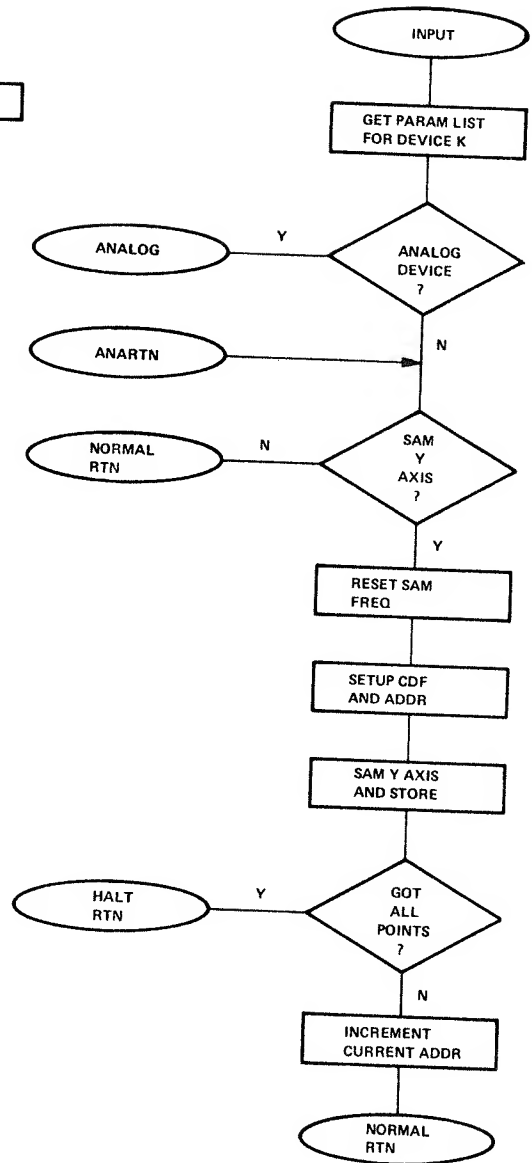 INPUT
GET PARAM LIST
FOR DEVICE K
ANALOG
Y
ANALOG
DEVICE
?
N
ANARTN
NORMAL
RTN
N
SAM
Y
AXIS
?
Y
RESET SAM
FREQ
SETUP CDF
AND ADDR
SAM Y AXIS
AND STORE
HALT
RTN
Y
GOT
ALL
POINTS
?
N
INCREMENT
CURRENT ADDR
NORMAL
RTN